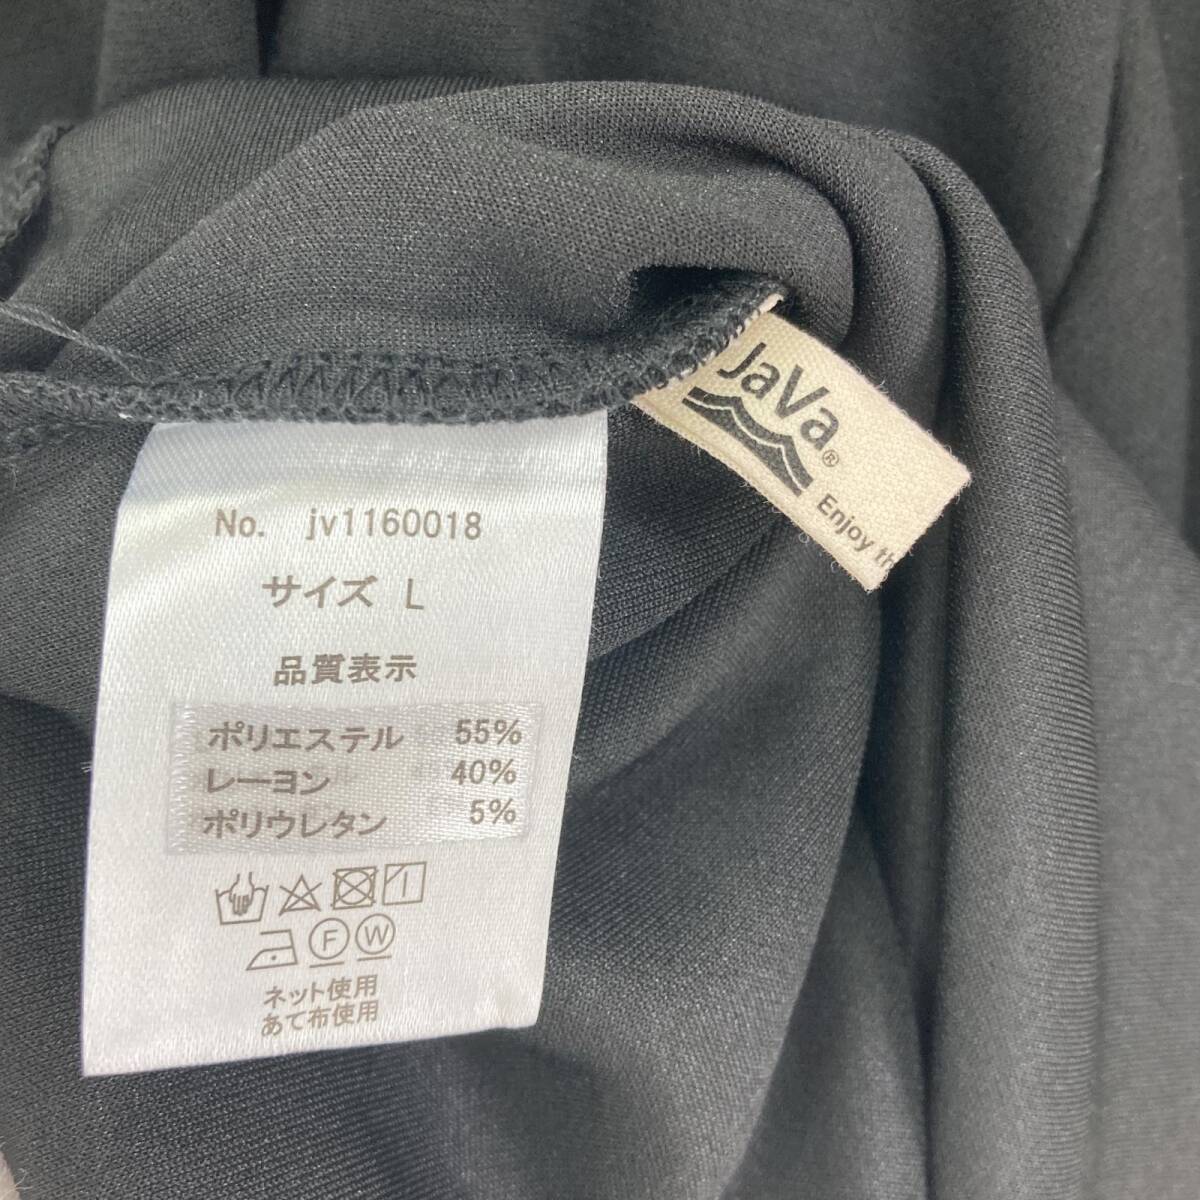 JaVa®
Enjoy th
No. jv1160018
サイズ L
品質表示
ポリエステル 55%
レーヨン 40%
ポリウレタン 5%
F W
ネット使用
あて布使用